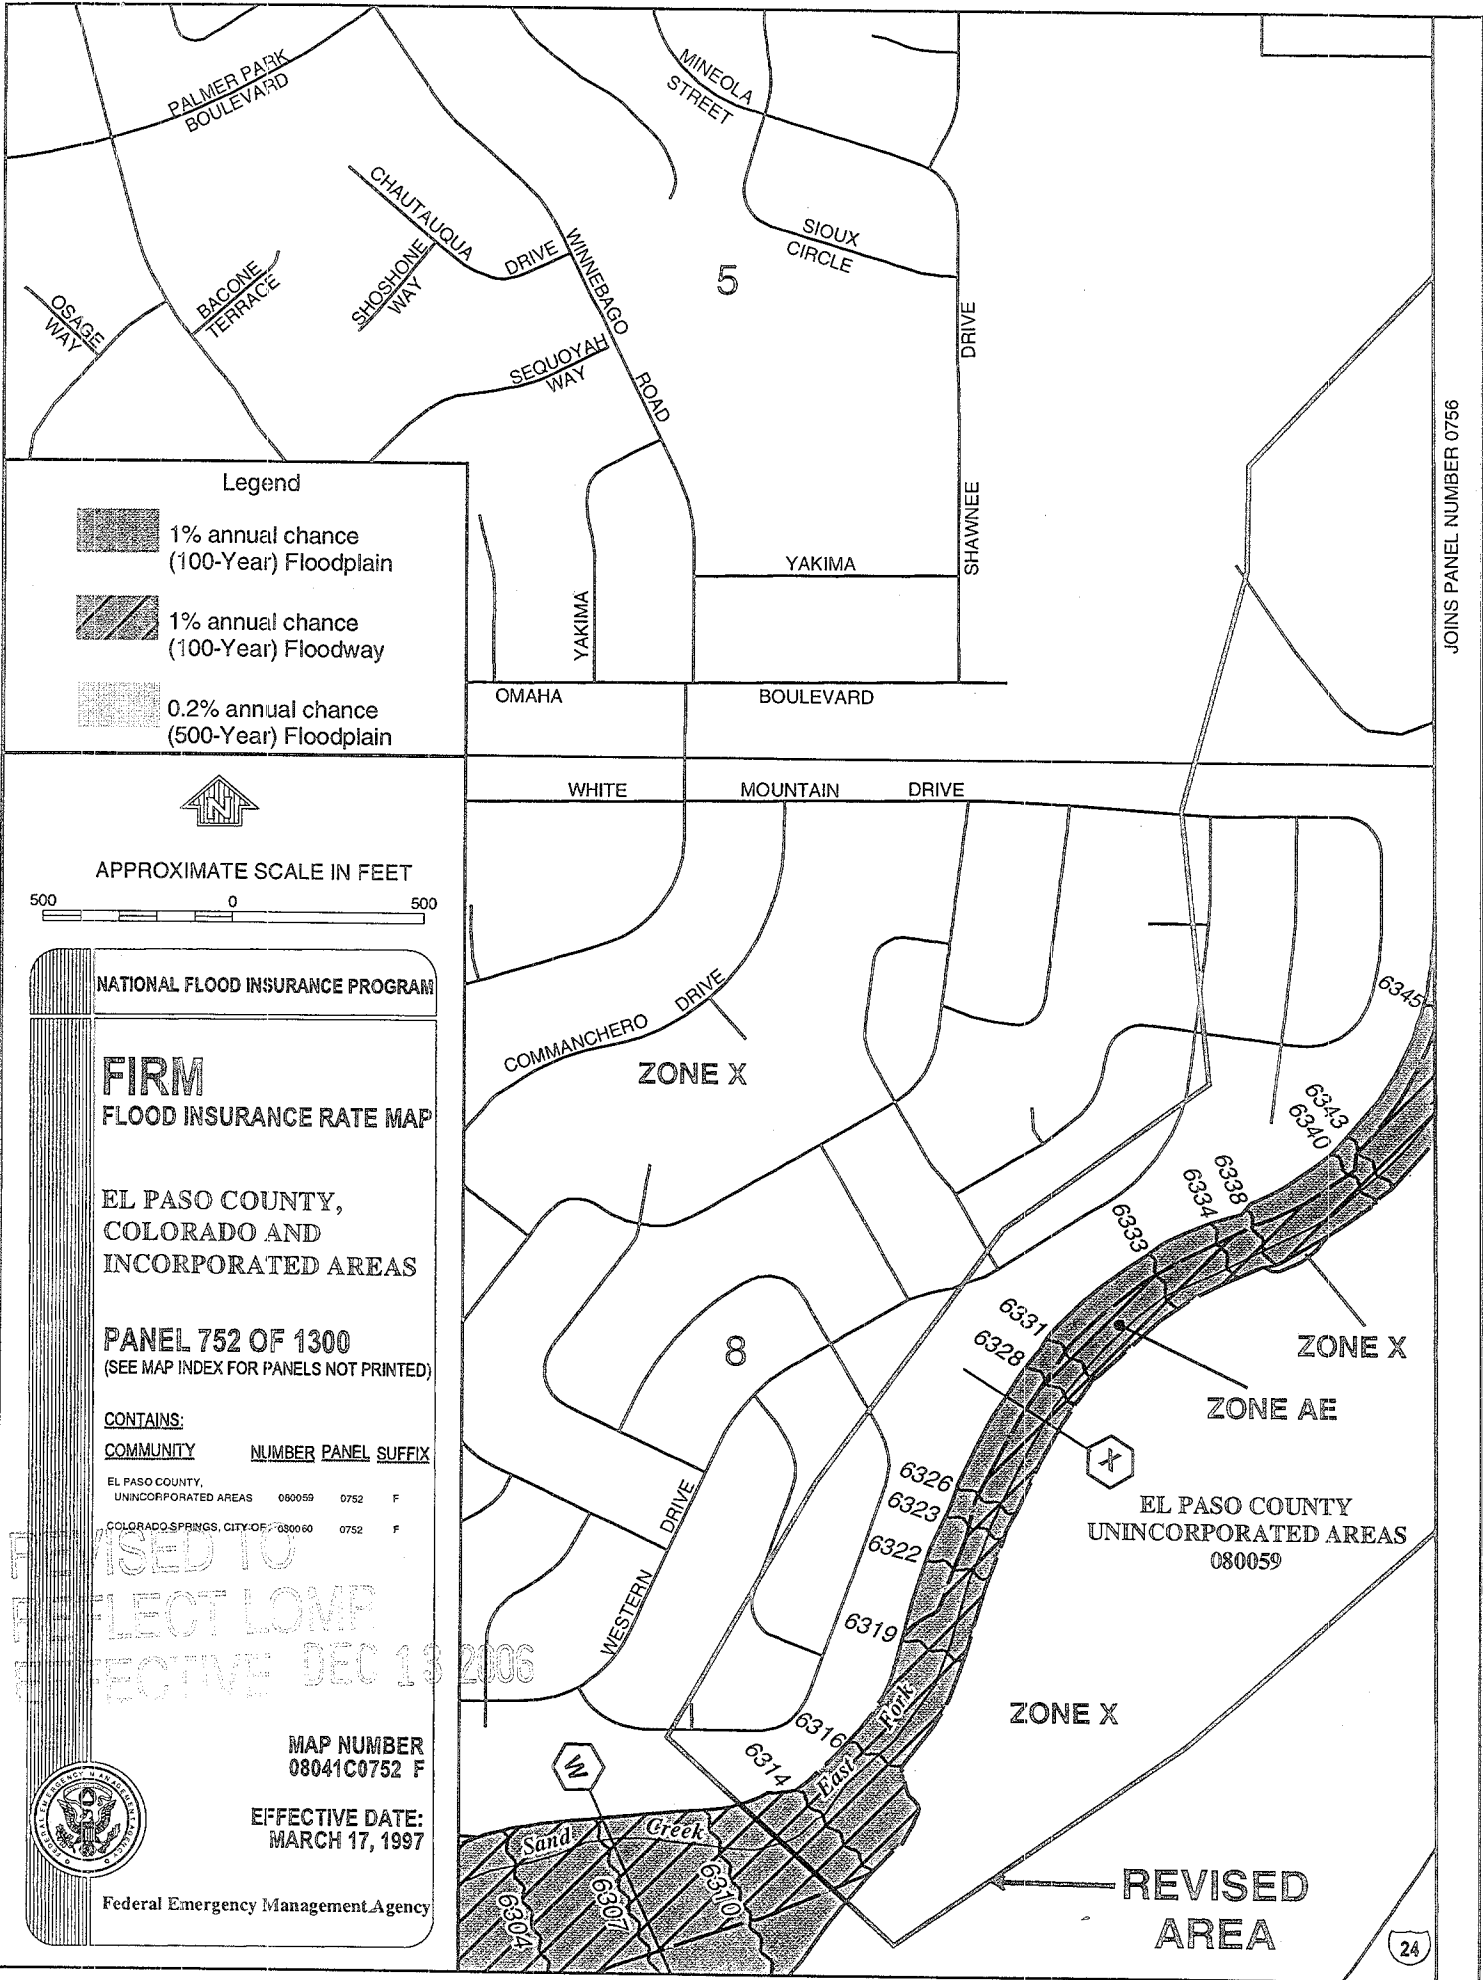 PALMER PARK
BOULEVARD
MINEOLA
STREET
CHAUTAUQUA
DRIVE
SHOSHONE
WAY
WINNEBAGO
ROAD
SIOUX
CIRCLE
5
BACONE
TERRACE
OSAGE
WAY
SEQUOYAH
WAY
DRIVE
SHAWNEE
YAKIMA
YAKIMA
OMAHA
BOULEVARD
JOINS PANEL NUMBER 0756
Legend
1% annual chance
(100-Year) Floodplain
1% annual chance
(100-Year) Floodway
0.2% annual chance
(500-Year) Floodplain
N
APPROXIMATE SCALE IN FEET
500 0 500
NATIONAL FLOOD INSURANCE PROGRAM
FIRM
FLOOD INSURANCE RATE MAP
EL PASO COUNTY,
COLORADO AND
INCORPORATED AREAS
PANEL 752 OF 1300
(SEE MAP INDEX FOR PANELS NOT PRINTED)
CONTAINS:
COMMUNITY NUMBER PANEL SUFFIX
EL PASO COUNTY,
UNINCORPORATED AREAS 080059 0752 F
COLORADO SPRINGS, CITY OF 080060 0752 F
REVISED TO
REFLECT LOMR
EFFECTIVE DEC 13 2006
MAP NUMBER
08041C0752 F
EFFECTIVE DATE:
MARCH 17, 1997
Federal Emergency Management Agency
WHITE MOUNTAIN DRIVE
COMMANCHERO DRIVE
ZONE X
8
WESTERN DRIVE
6345
6343
6340
6338
6334
6333
6331
6328
6326
6323
6322
6319
6316
6314
6310
6307
6304
ZONE X
ZONE AE
X
EL PASO COUNTY
UNINCORPORATED AREAS
080059
ZONE X
W
East Fork
Sand Creek
REVISED
AREA
24